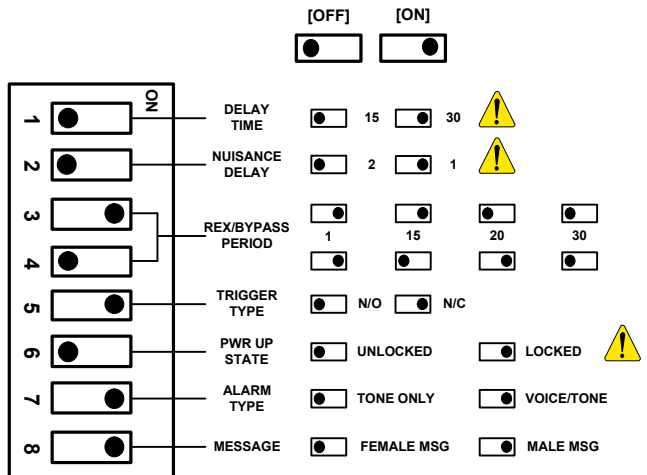 [OFF] [ON]
ON
1 DELAY
TIME 15 30
2 NUISANCE
DELAY 2 1
3
4 REX/BYPASS
PERIOD 1 15 20 30
5 TRIGGER
TYPE N/O N/C
6 PWR UP
STATE UNLOCKED LOCKED
7 ALARM
TYPE TONE ONLY VOICE/TONE
8 MESSAGE FEMALE MSG MALE MSG